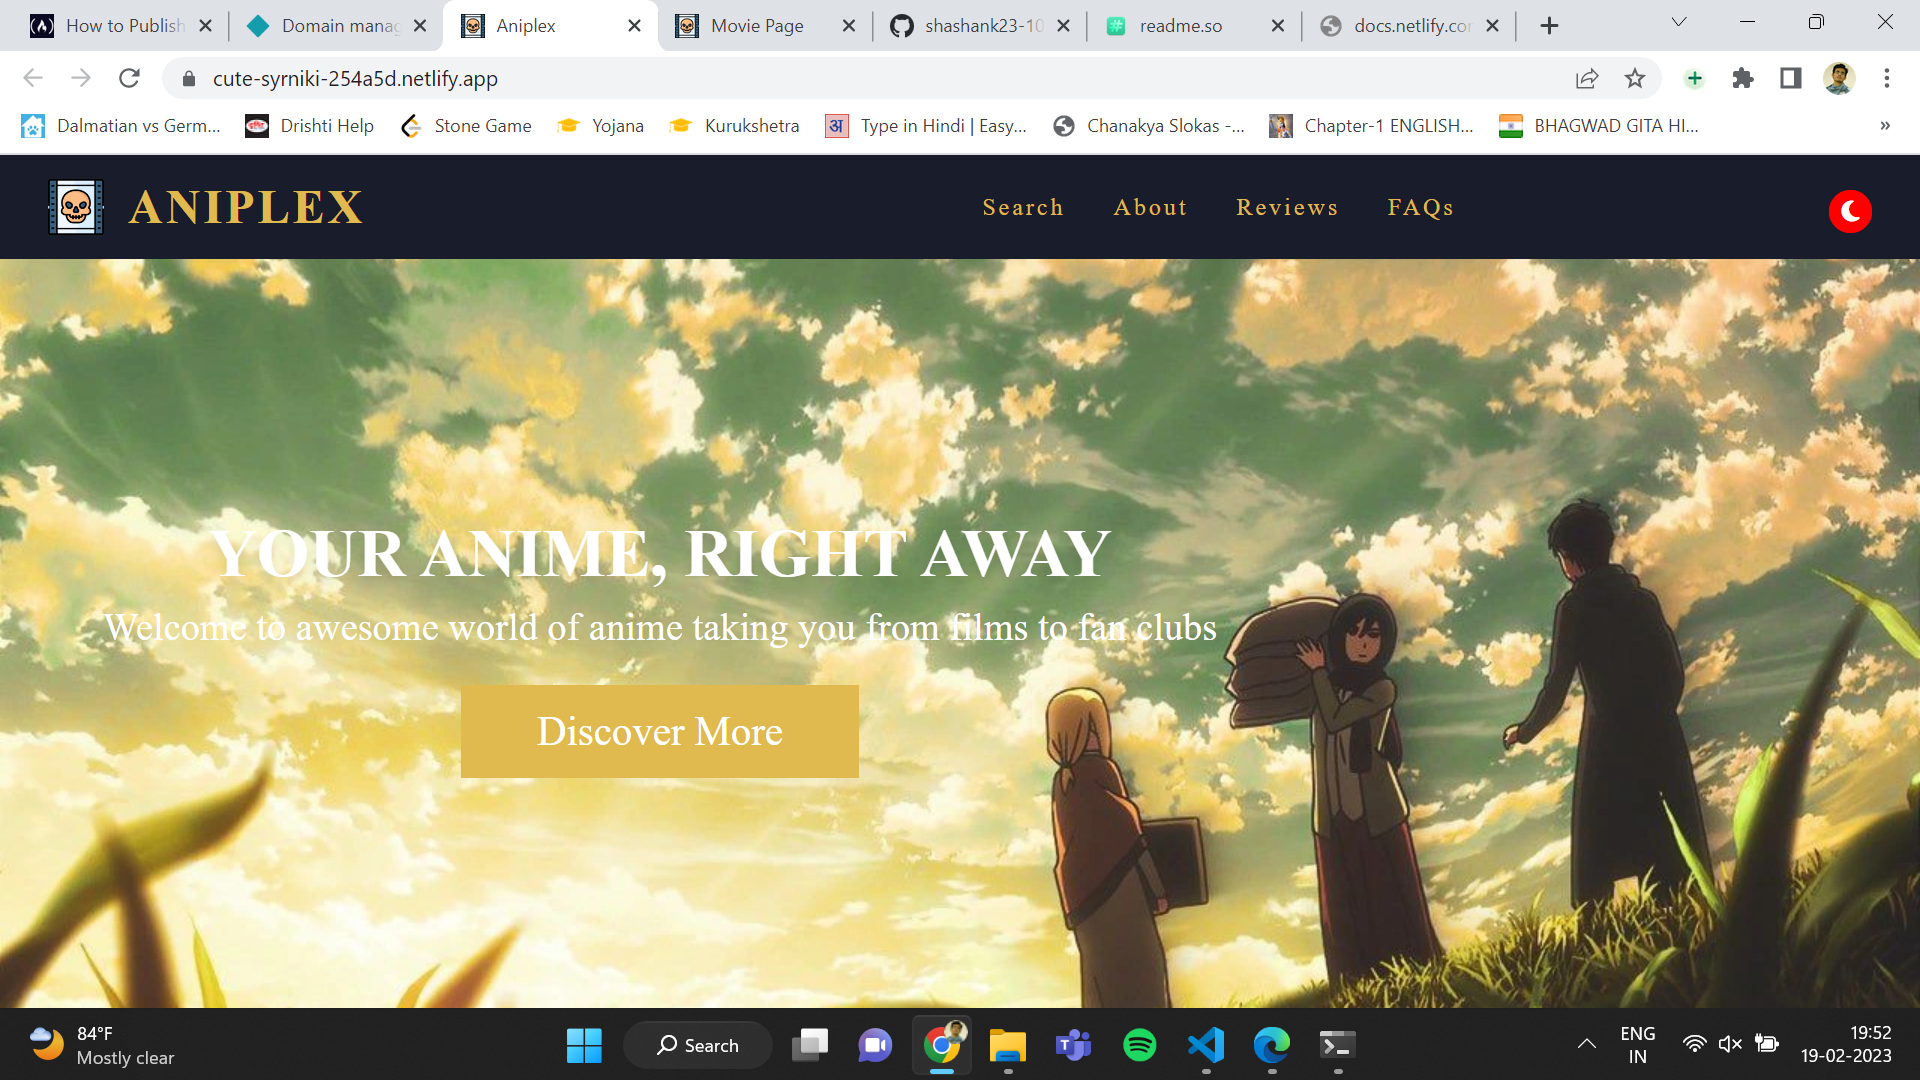 How to Publish
Domain manag
Aniplex
Movie Page
shashank23-10
readme.so
docs.netlify.com
cute-syrniki-254a5d.netlify.app
Dalmatian vs Germ...
Drishti Help
Stone Game
Yojana
Kurukshetra
अ
Type in Hindi | Easy...
Chanakya Slokas -...
Chapter-1 ENGLISH...
BHAGWAD GITA HI...
»
ANIPLEX
Search
About
Reviews
FAQs
YOUR ANIME, RIGHT AWAY
Welcome to awesome world of anime taking you from films to fan clubs
Discover More
84°F
Mostly clear
Search
ENG
IN
19:52
19-02-2023